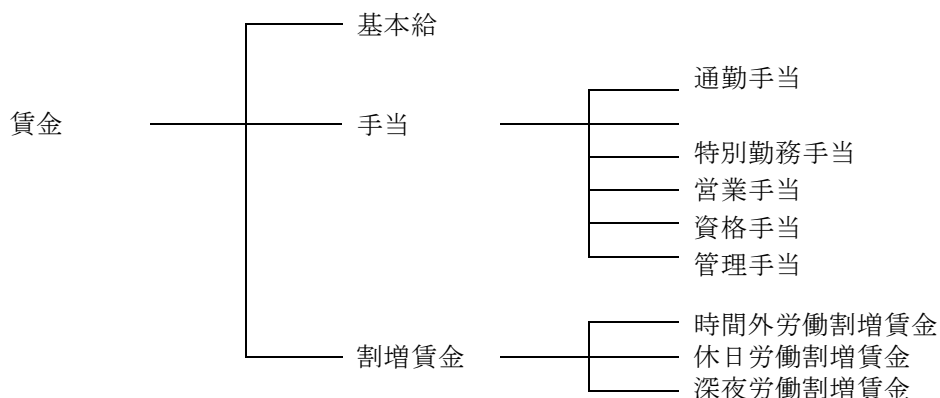 基本給
通勤手当
賃金
手当
特別勤務手当
営業手当
資格手当
管理手当
時間外労働割増賃金
割増賃金
休日労働割増賃金
深夜労働割増賃金